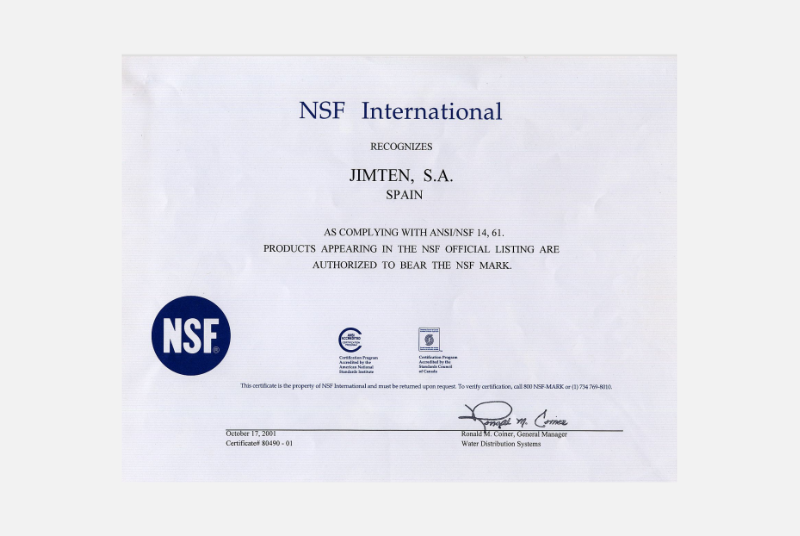 NSF International
RECOGNIZES
JIMTEN, S.A.
SPAIN
AS COMPLYING WITH ANSI/NSF 14, 61.
PRODUCTS APPEARING IN THE NSF OFFICIAL LISTING ARE
AUTHORIZED TO BEAR THE NSF MARK.
NSF®
Certification Program
Accredited by the
American National
Standards Institute
Certification Program
Accredited by the
Standards Council
of Canada
This certificate is the property of NSF International and must be returned upon request. To verify certification, call 800 NSF-MARK or (1) 734 769-8010.
Ronald M. Coiner
October 17, 2001
Certificate# 80490 - 01
Ronald M. Coiner, General Manager
Water Distribution Systems